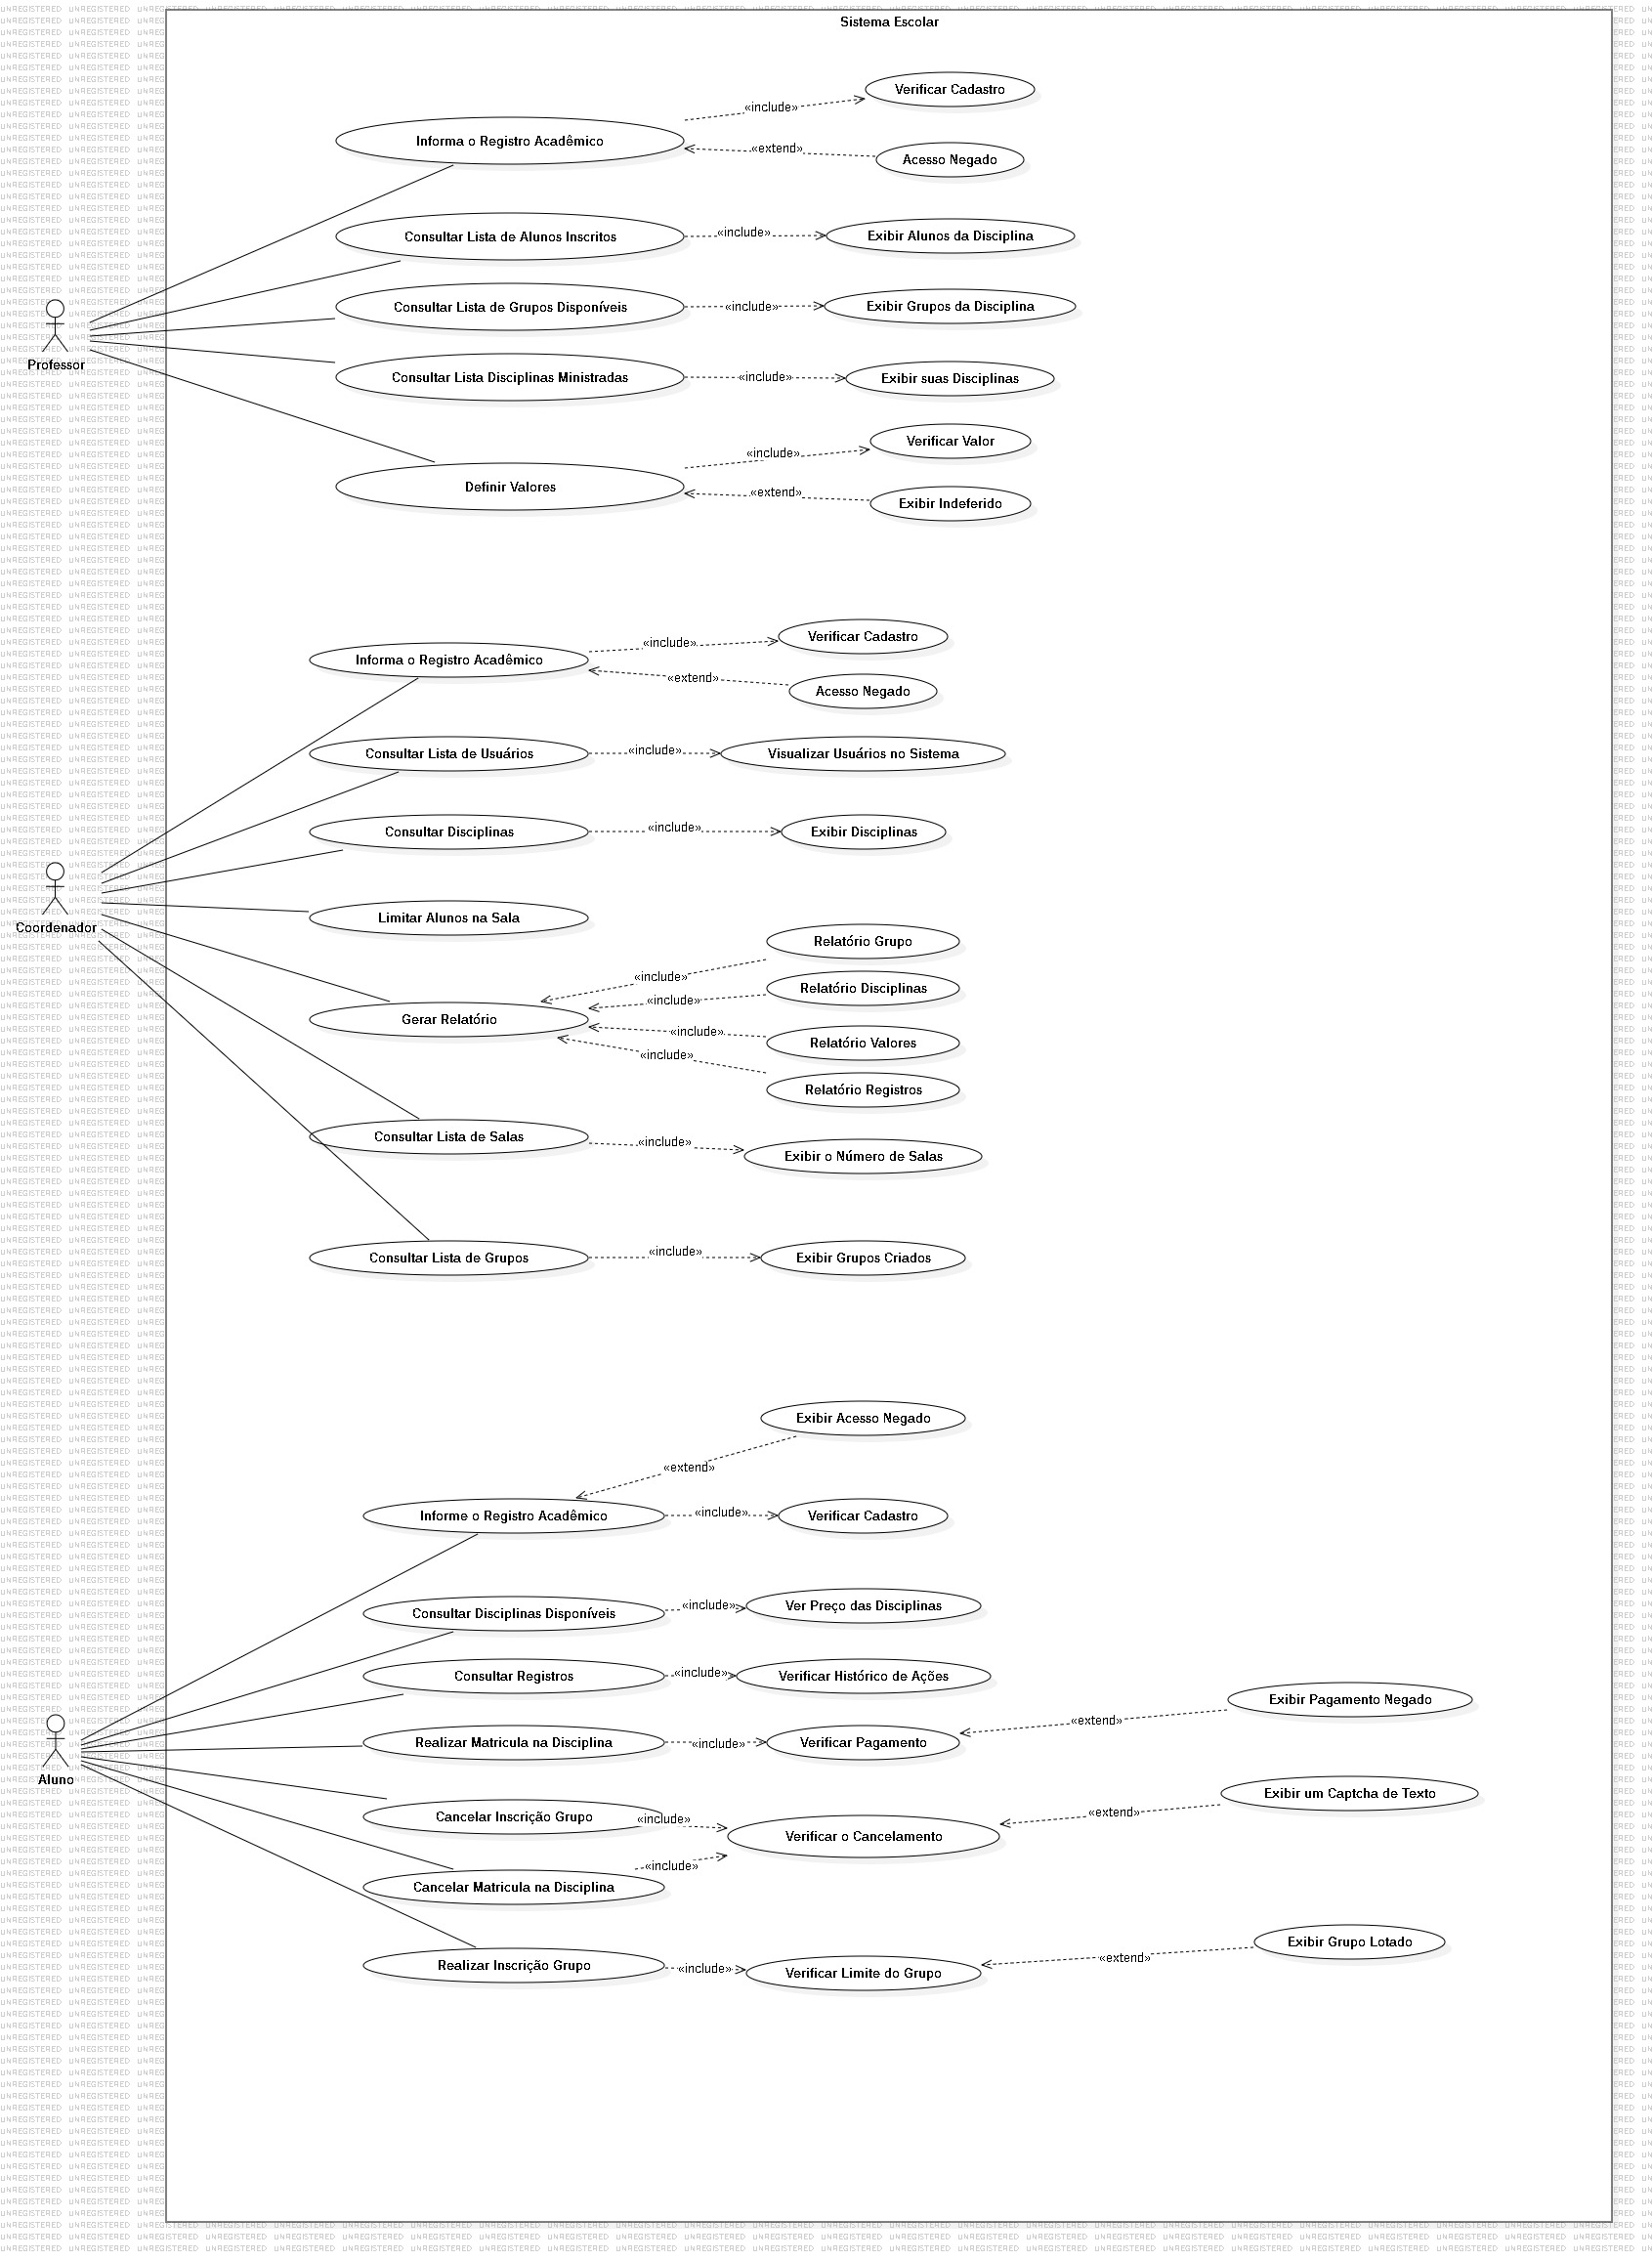 Sistema Escolar
Verificar Cadastro
«include»
Informa o Registro Acadêmico
«extend»
Acesso Negado
Consultar Lista de Alunos Inscritos
«include»
Exibir Alunos da Disciplina
Consultar Lista de Grupos Disponíveis
«include»
Exibir Grupos da Disciplina
Professor
Consultar Lista Disciplinas Ministradas
«include»
Exibir suas Disciplinas
Verificar Valor
«include»
Definir Valores
«extend»
Exibir Indeferido
Verificar Cadastro
«include»
Informa o Registro Acadêmico
«extend»
Acesso Negado
Consultar Lista de Usuários
«include»
Visualizar Usuários no Sistema
Consultar Disciplinas
«include»
Exibir Disciplinas
Limitar Alunos na Sala
Coordenador
Relatório Grupo
«include»
Relatório Disciplinas
«include»
Gerar Relatório
«include»
Relatório Valores
«include»
Relatório Registros
Consultar Lista de Salas
«include»
Exibir o Número de Salas
Consultar Lista de Grupos
«include»
Exibir Grupos Criados
Exibir Acesso Negado
«extend»
Informe o Registro Acadêmico
«include»
Verificar Cadastro
Consultar Disciplinas Disponíveis
«include»
Ver Preço das Disciplinas
Consultar Registros
«include»
Verificar Histórico de Ações
Exibir Pagamento Negado
«extend»
Realizar Matricula na Disciplina
«include»
Verificar Pagamento
Aluno
Exibir um Captcha de Texto
«extend»
Cancelar Inscrição Grupo
«include»
Verificar o Cancelamento
«include»
Cancelar Matricula na Disciplina
Exibir Grupo Lotado
«extend»
Realizar Inscrição Grupo
«include»
Verificar Limite do Grupo
UNREGISTERED